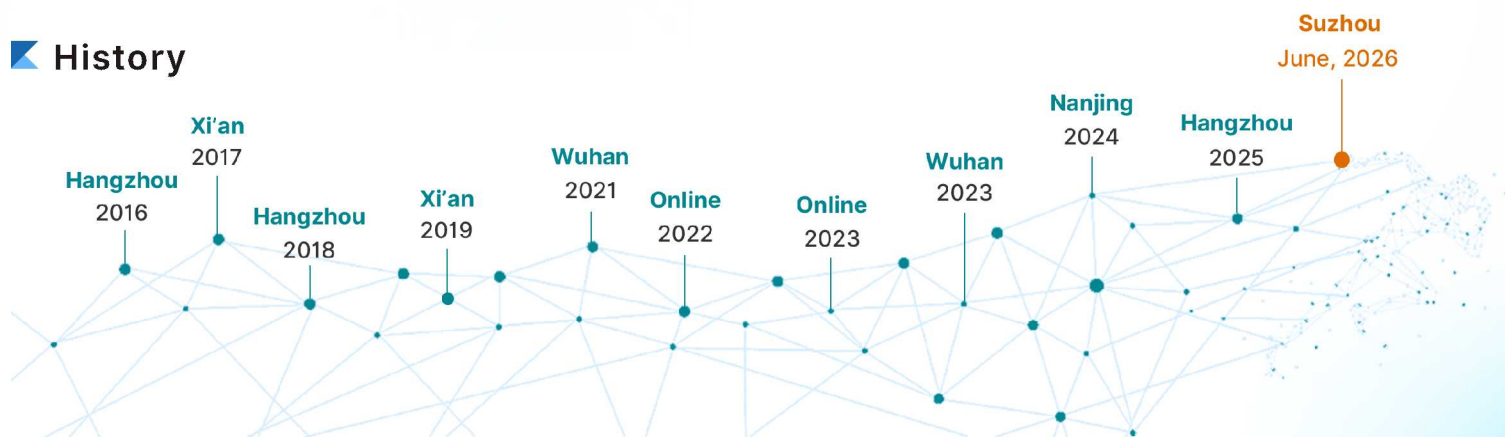 History
Hangzhou
2016
Xi'an
2017
Hangzhou
2018
Xi'an
2019
Wuhan
2021
Online
2022
Online
2023
Wuhan
2023
Nanjing
2024
Hangzhou
2025
Suzhou
June, 2026